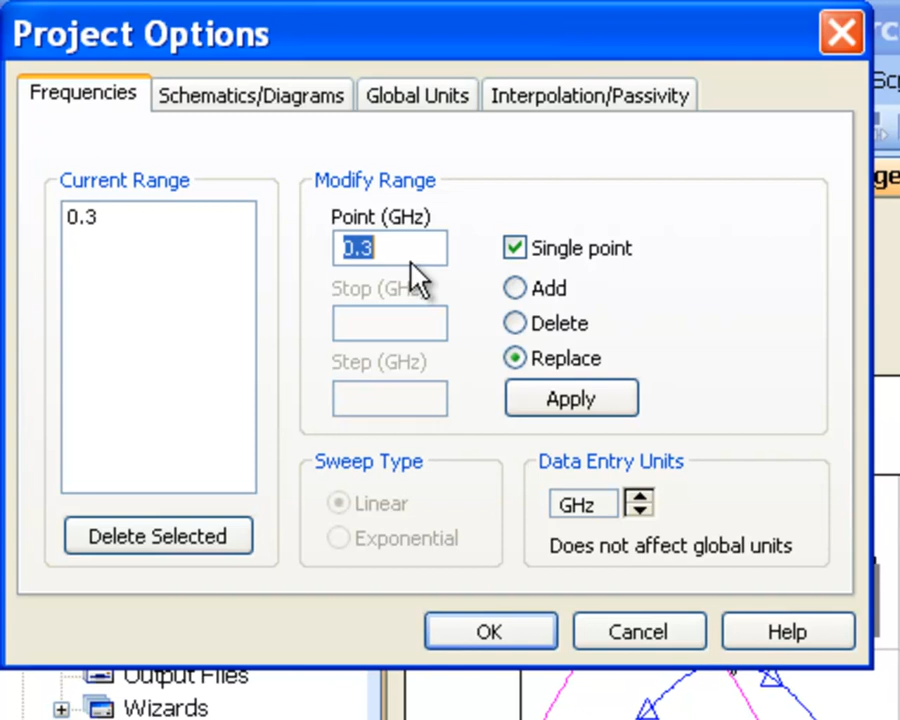 Project Options
Frequencies
Schematics/Diagrams
Global Units
Interpolation/Passivity
Current Range
0.3
Delete Selected
Modify Range
Point (GHz)
0.3
Stop (GHz
Step (GHz)
Single point
Add
Delete
Replace
Apply
Sweep Type
Linear
Exponential
Data Entry Units
GHz
Does not affect global units
OK
Cancel
Help
Output Files
Wizards